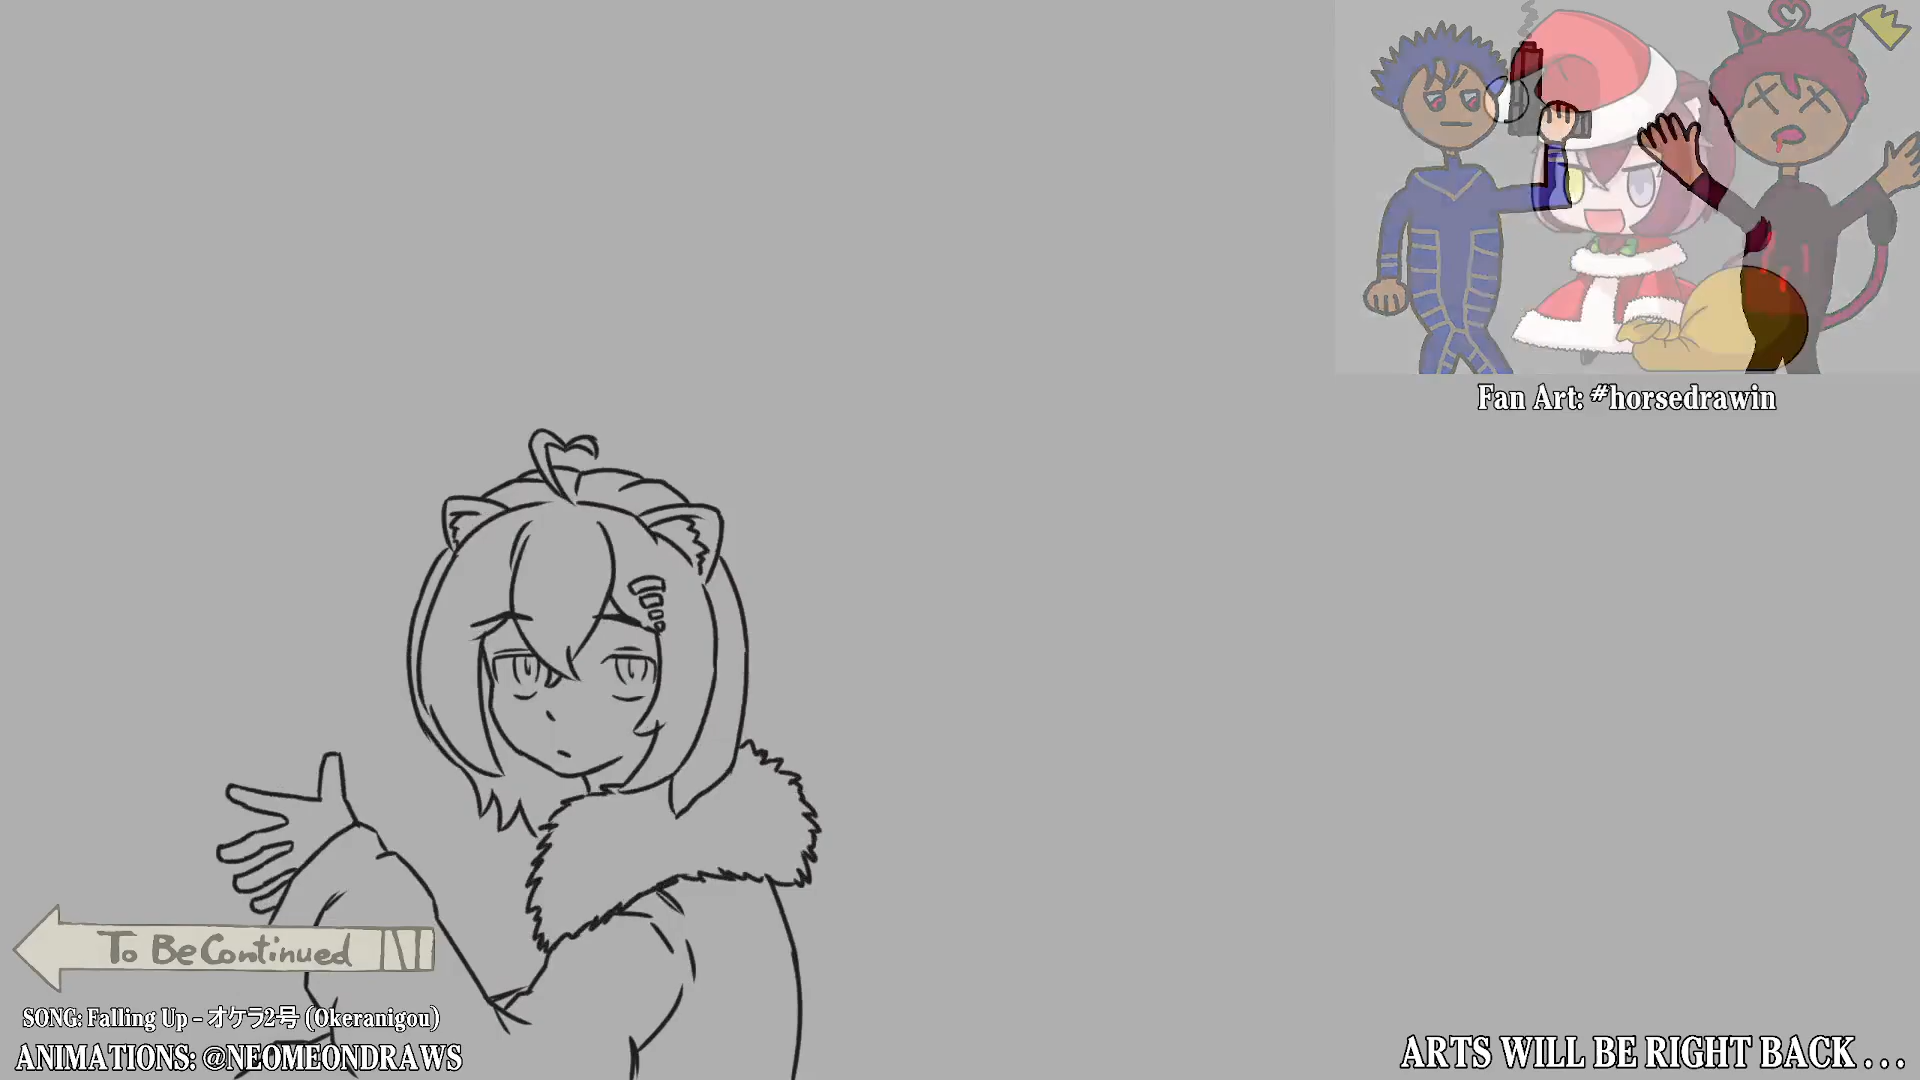 Fan Art: #horsedrawin
To Be Continued
SONG: Falling Up - オケラ2号 (Okeranigou)
ANIMATIONS: @NEOMEONDRAWS
ARTS WILL BE RIGHT BACK . . .